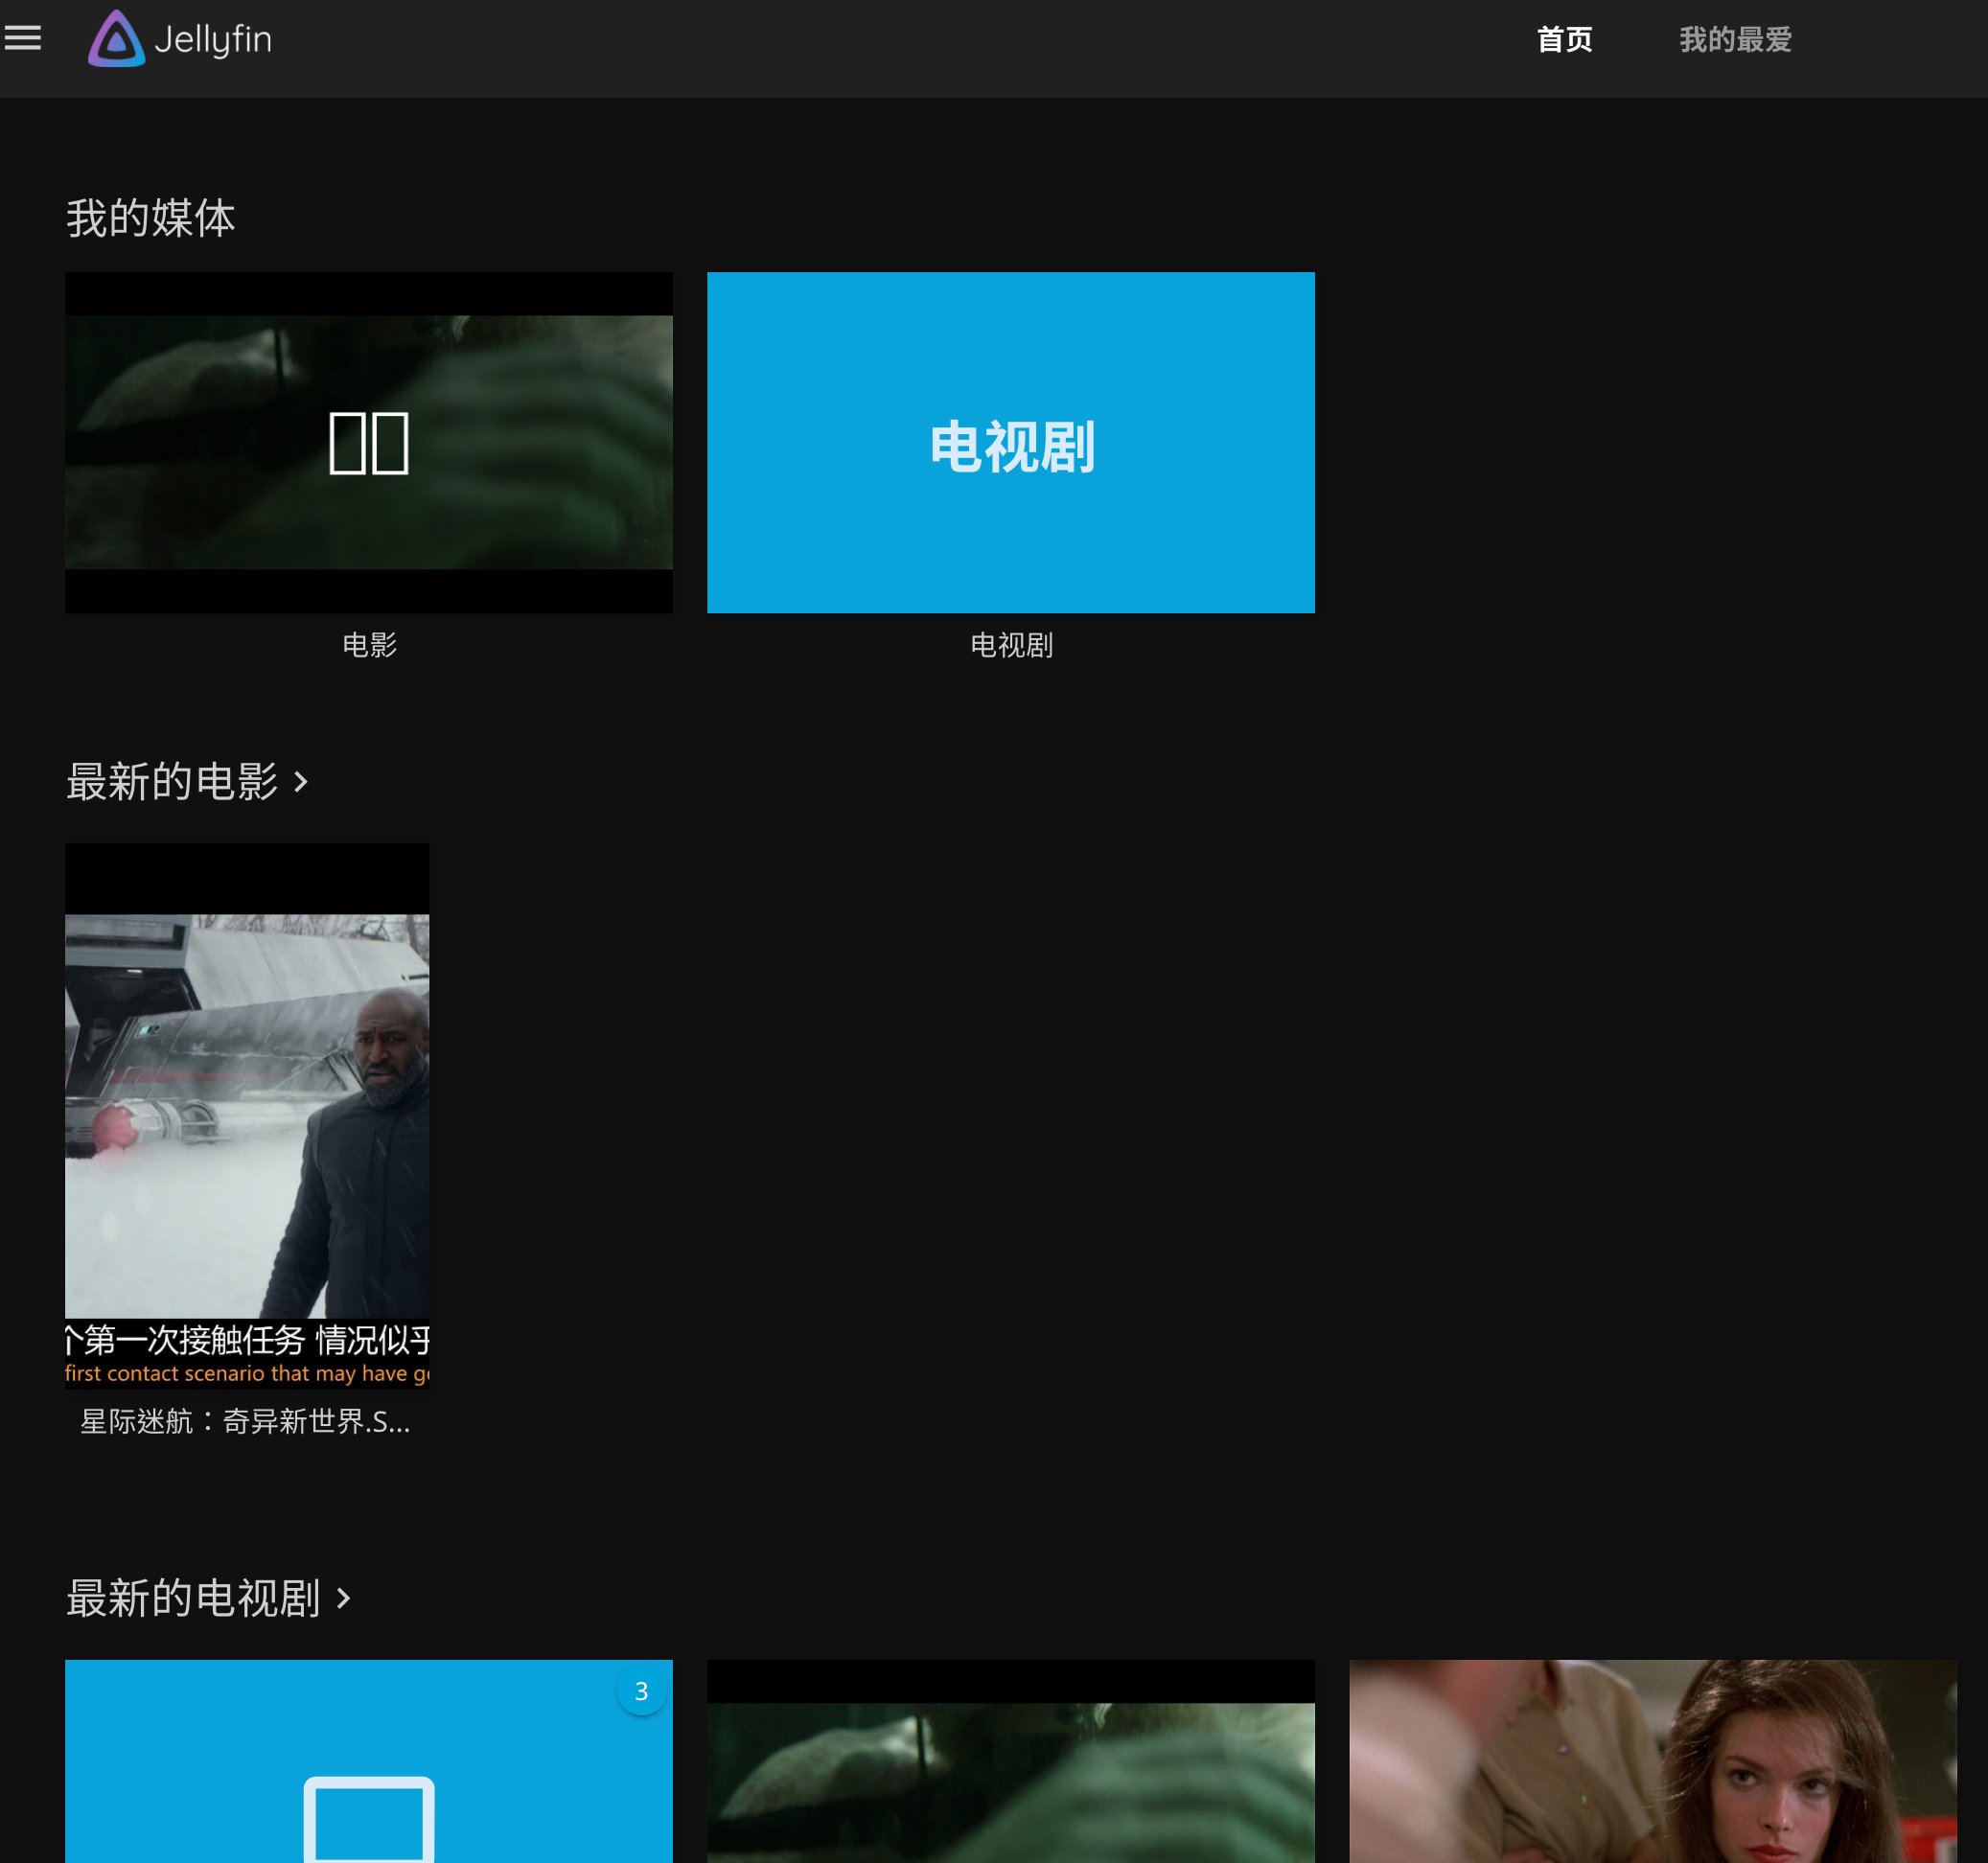 Jellyfin
首页
我的最爱
我的媒体
电视剧
电影
电视剧
最新的电影
个第一次接触任务 情况似乎
first contact scenario that may have g
星际迷航：奇异新世界.S...
最新的电视剧
3